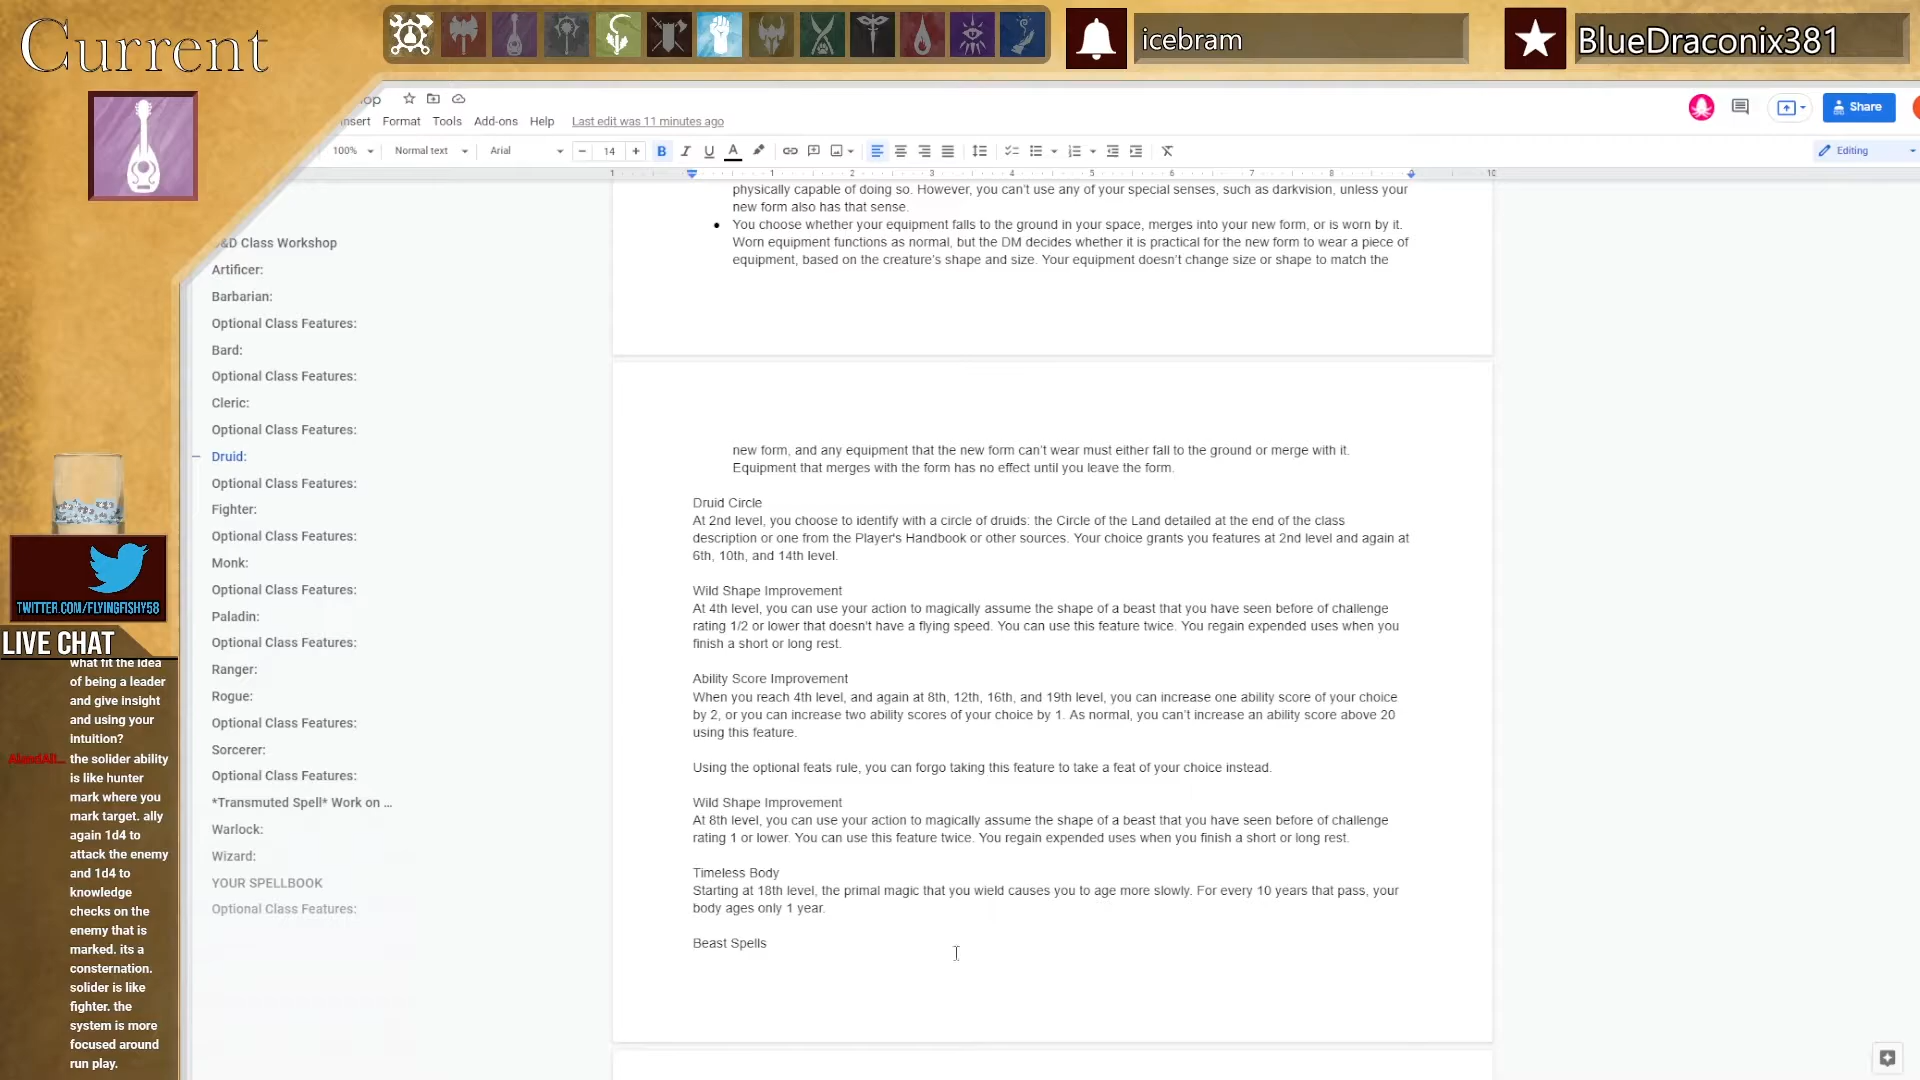 Current
icebram
BlueDraconix381
op
nsert Format Tools Add-ons Help Last edit was 11 minutes ago
Share
100% Normal text Arial − 14 + B I U A
Editing
1 1 2 3 4 5 6 7 8 9 10
D&D Class Workshop
Artificer:
Barbarian:
Optional Class Features:
Bard:
Optional Class Features:
Cleric:
Optional Class Features:
Druid:
Optional Class Features:
Fighter:
Optional Class Features:
Monk:
Optional Class Features:
Paladin:
Optional Class Features:
Ranger:
Rogue:
Optional Class Features:
Sorcerer:
Optional Class Features:
*Transmuted Spell* Work on ...
Warlock:
Wizard:
YOUR SPELLBOOK
Optional Class Features:
physically capable of doing so. However, you can't use any of your special senses, such as darkvision, unless your
new form also has that sense.
● You choose whether your equipment falls to the ground in your space, merges into your new form, or is worn by it.
Worn equipment functions as normal, but the DM decides whether it is practical for the new form to wear a piece of
equipment, based on the creature's shape and size. Your equipment doesn't change size or shape to match the
new form, and any equipment that the new form can't wear must either fall to the ground or merge with it.
Equipment that merges with the form has no effect until you leave the form.
Druid Circle
At 2nd level, you choose to identify with a circle of druids: the Circle of the Land detailed at the end of the class
description or one from the Player's Handbook or other sources. Your choice grants you features at 2nd level and again at
6th, 10th, and 14th level.
Wild Shape Improvement
At 4th level, you can use your action to magically assume the shape of a beast that you have seen before of challenge
rating 1/2 or lower that doesn't have a flying speed. You can use this feature twice. You regain expended uses when you
finish a short or long rest.
Ability Score Improvement
When you reach 4th level, and again at 8th, 12th, 16th, and 19th level, you can increase one ability score of your choice
by 2, or you can increase two ability scores of your choice by 1. As normal, you can't increase an ability score above 20
using this feature.
Using the optional feats rule, you can forgo taking this feature to take a feat of your choice instead.
Wild Shape Improvement
At 8th level, you can use your action to magically assume the shape of a beast that you have seen before of challenge
rating 1 or lower. You can use this feature twice. You regain expended uses when you finish a short or long rest.
Timeless Body
Starting at 18th level, the primal magic that you wield causes you to age more slowly. For every 10 years that pass, your
body ages only 1 year.
Beast Spells
TWITTER.COM/FLYINGFISHY58
LIVE CHAT
what fit the idea
of being a leader
and give insight
and using your
intuition?
the solider ability
is like hunter
mark where you
mark target. ally
again 1d4 to
attack the enemy
and 1d4 to
knowledge
checks on the
enemy that is
marked. its a
consternation.
solider is like
fighter. the
system is more
focused around
run play.